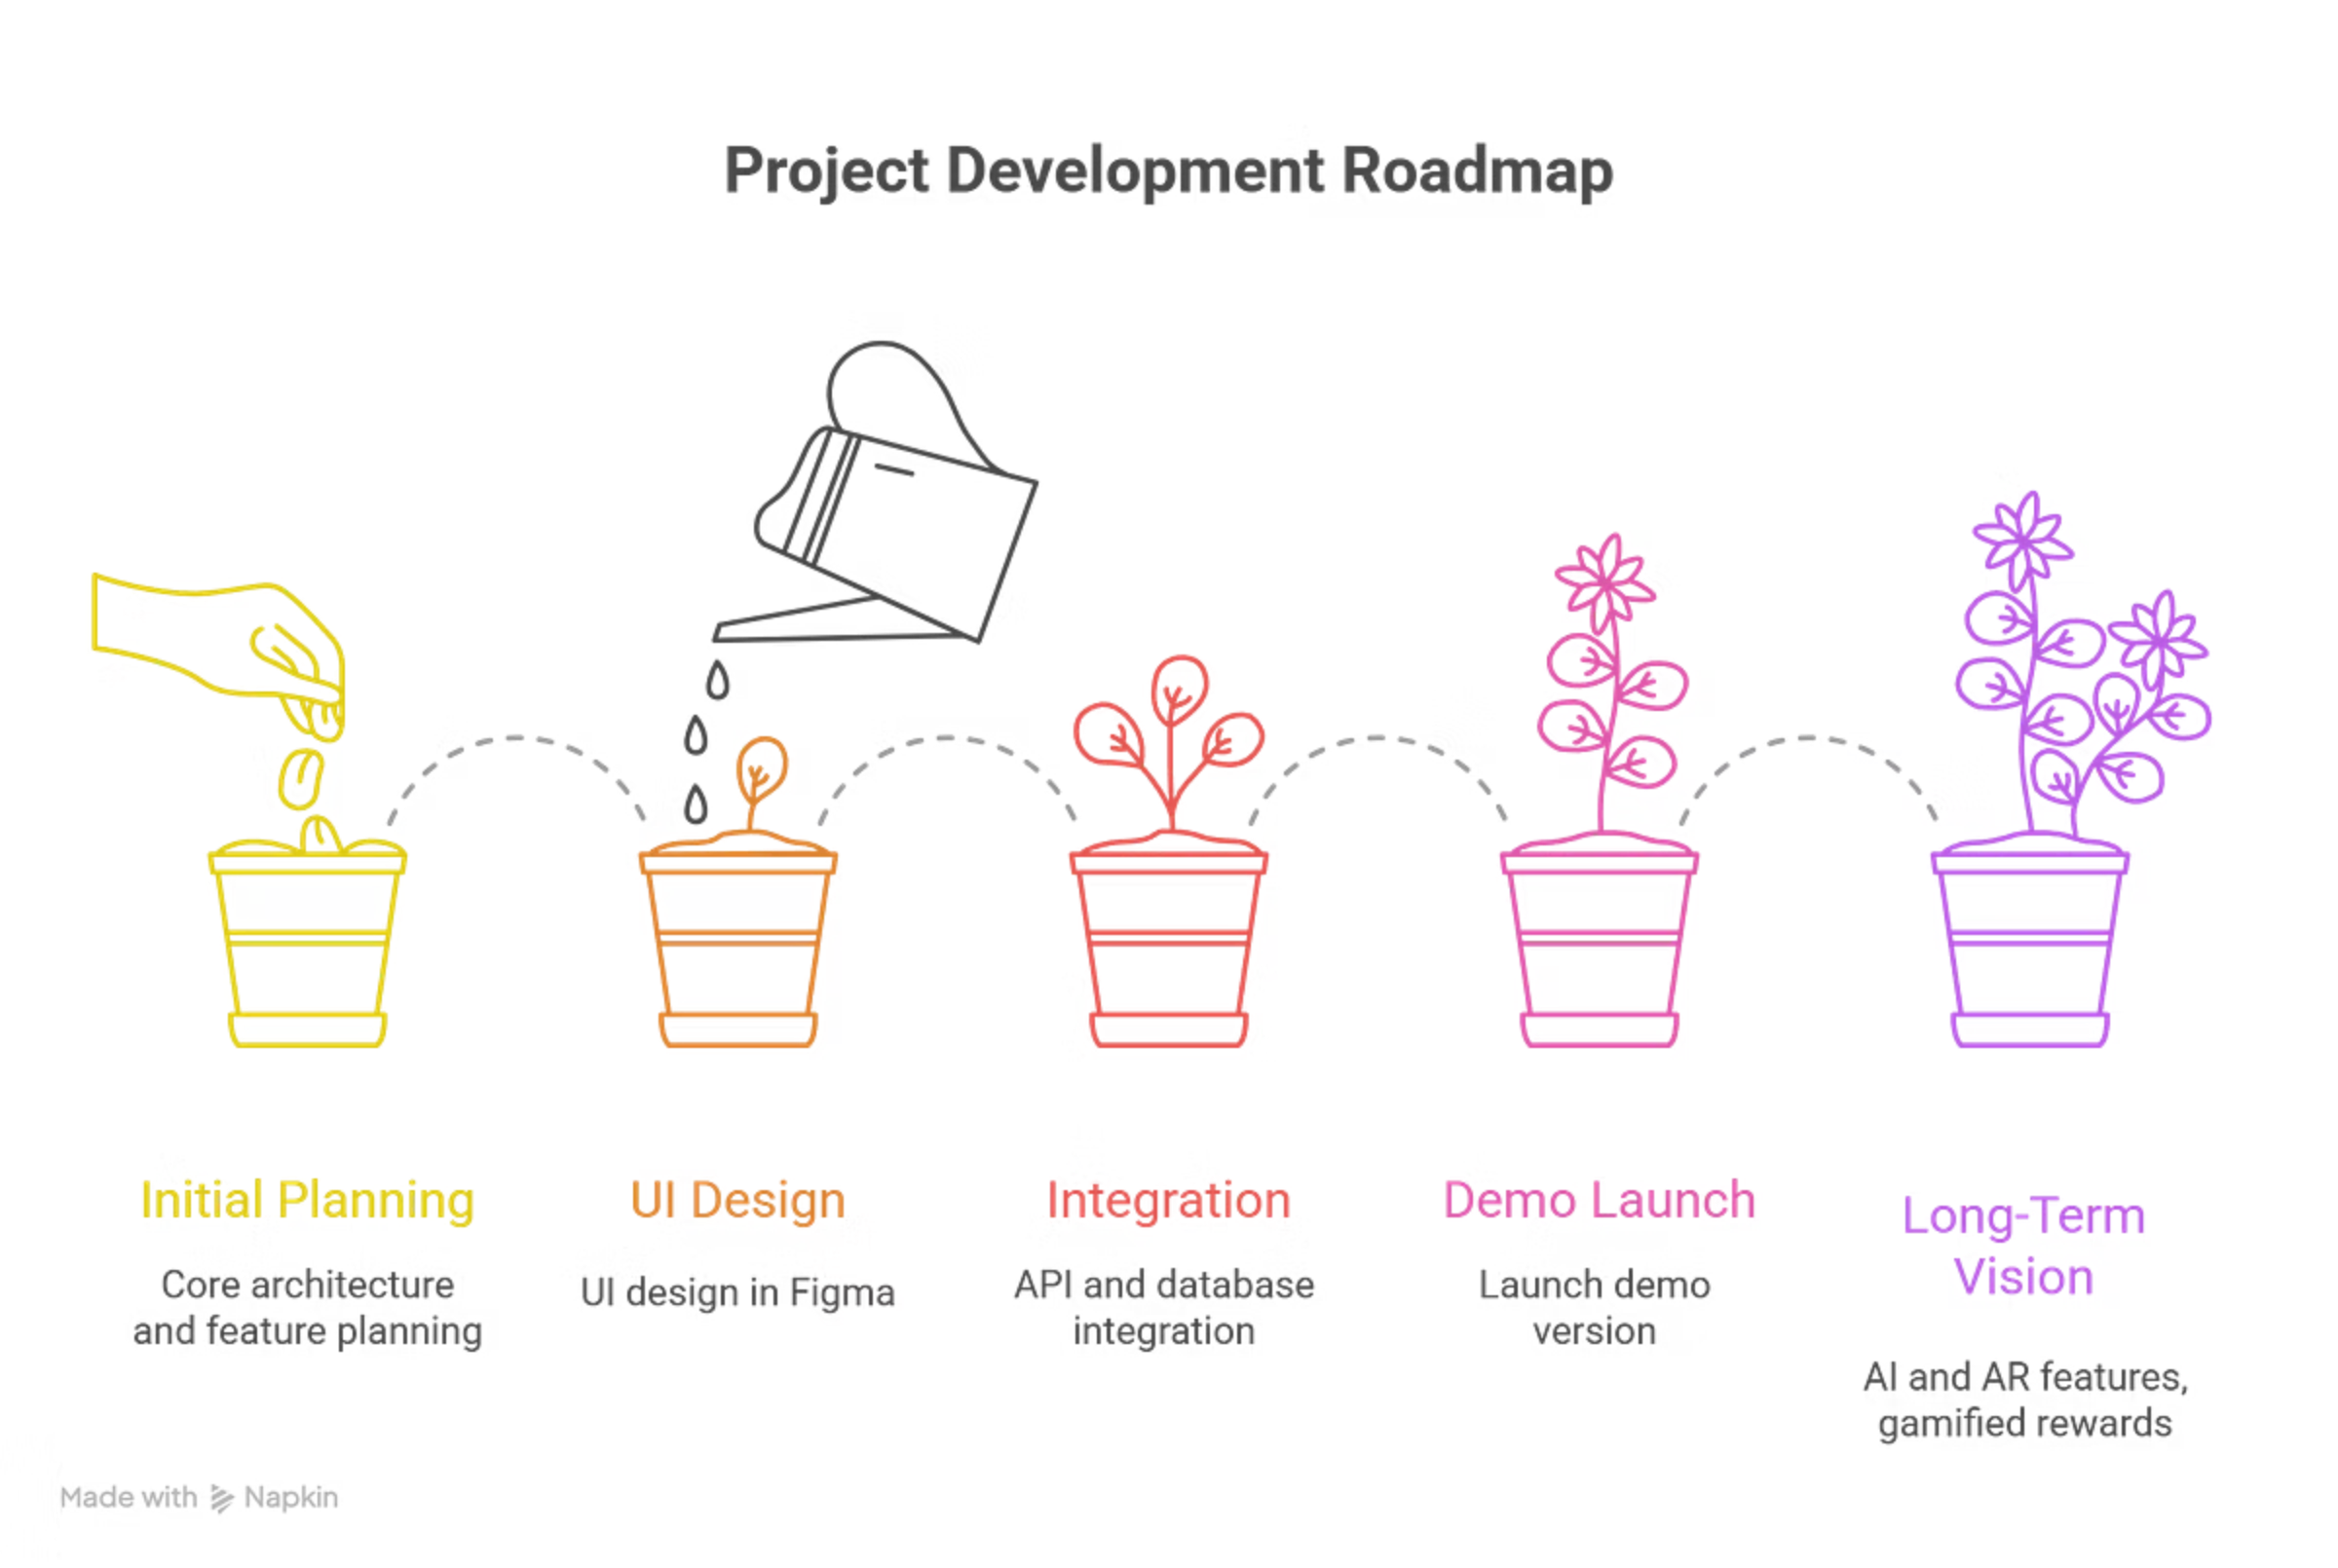 Project Development Roadmap
Initial Planning
Core architecture
and feature planning
UI Design
UI design in Figma
Integration
API and database
integration
Demo Launch
Launch demo
version
Long-Term
Vision
AI and AR features,
gamified rewards
Made with Napkin